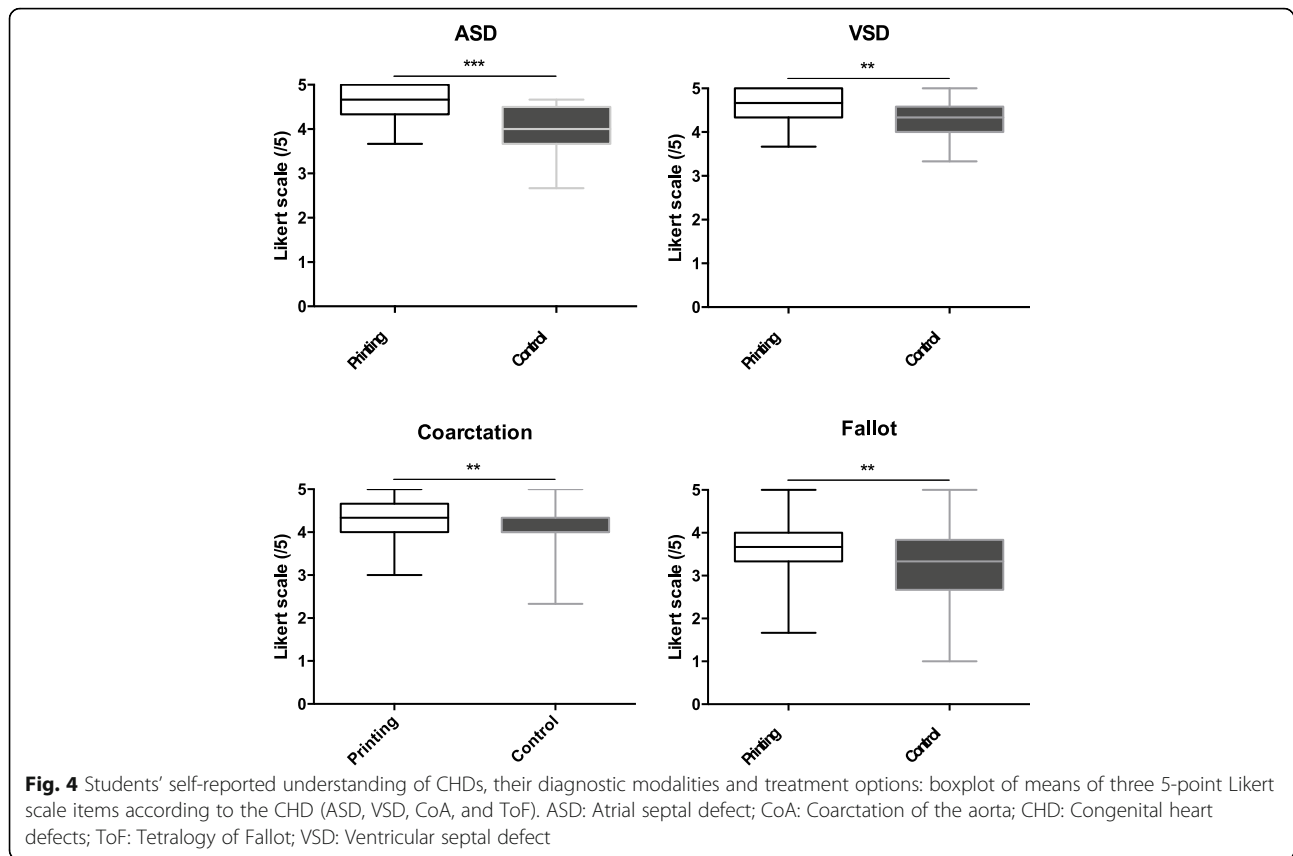 ASD
***
Likert scale (/5)
5
4
3
2
1
0
Printing
Control
VSD
**
Likert scale (/5)
5
4
3
2
1
0
Printing
Control
Coarctation
**
Likert scale (/5)
5
4
3
2
1
0
Printing
Control
Fallot
**
Likert scale (/5)
5
4
3
2
1
0
Printing
Control
Fig. 4 Students’ self-reported understanding of CHDs, their diagnostic modalities and treatment options: boxplot of means of three 5-point Likert
scale items according to the CHD (ASD, VSD, CoA, and ToF). ASD: Atrial septal defect; CoA: Coarctation of the aorta; CHD: Congenital heart
defects; ToF: Tetralogy of Fallot; VSD: Ventricular septal defect